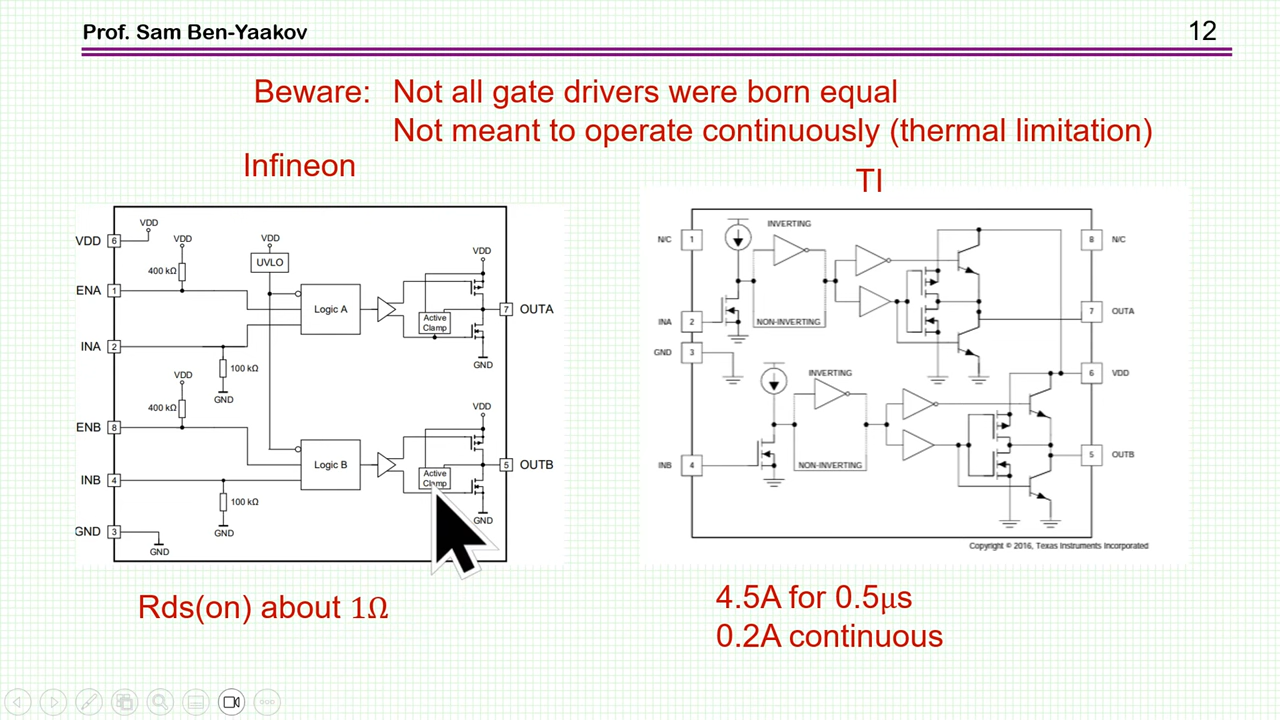 Prof. Sam Ben-Yaakov
12
Beware: Not all gate drivers were born equal
Not meant to operate continuously (thermal limitation)
Infineon
VDD 6
VDD
VDD
400 kΩ
VDD
UVLO
VDD
ENA 1
Logic A
Active
Clamp
7 OUTA
INA 2
100 kΩ
GND
GND
VDD
400 kΩ
VDD
ENB 8
Logic B
Active
Clamp
5 OUTB
INB 4
100 kΩ
GND
GND
GND 3
GND
Rds(on) about 1Ω
TI
INVERTING
N/C 1
8 N/C
INA 2
NON-INVERTING
7 OUTA
GND 3
INVERTING
6 VDD
INB 4
NON-INVERTING
5 OUTB
Copyright © 2016, Texas Instruments Incorporated
4.5A for 0.5μs
0.2A continuous